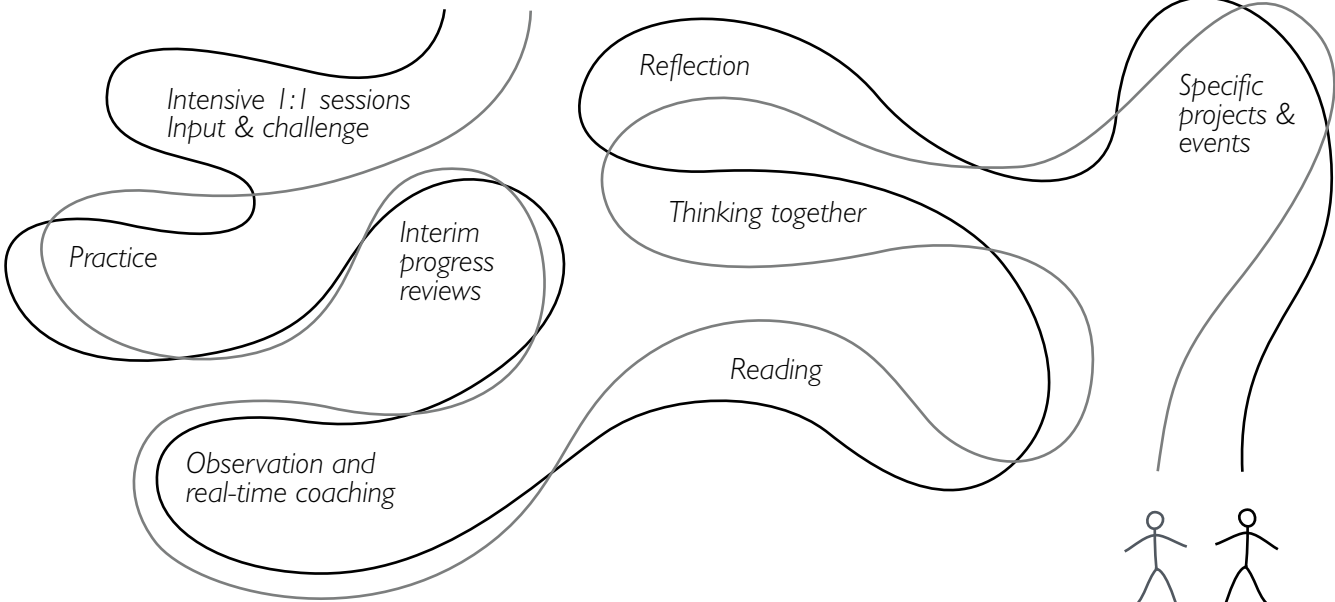 Intensive 1:1 sessions
Input & challenge
Practice
Interim
progress
reviews
Observation and
real-time coaching
Reflection
Thinking together
Reading
Specific
projects &
events